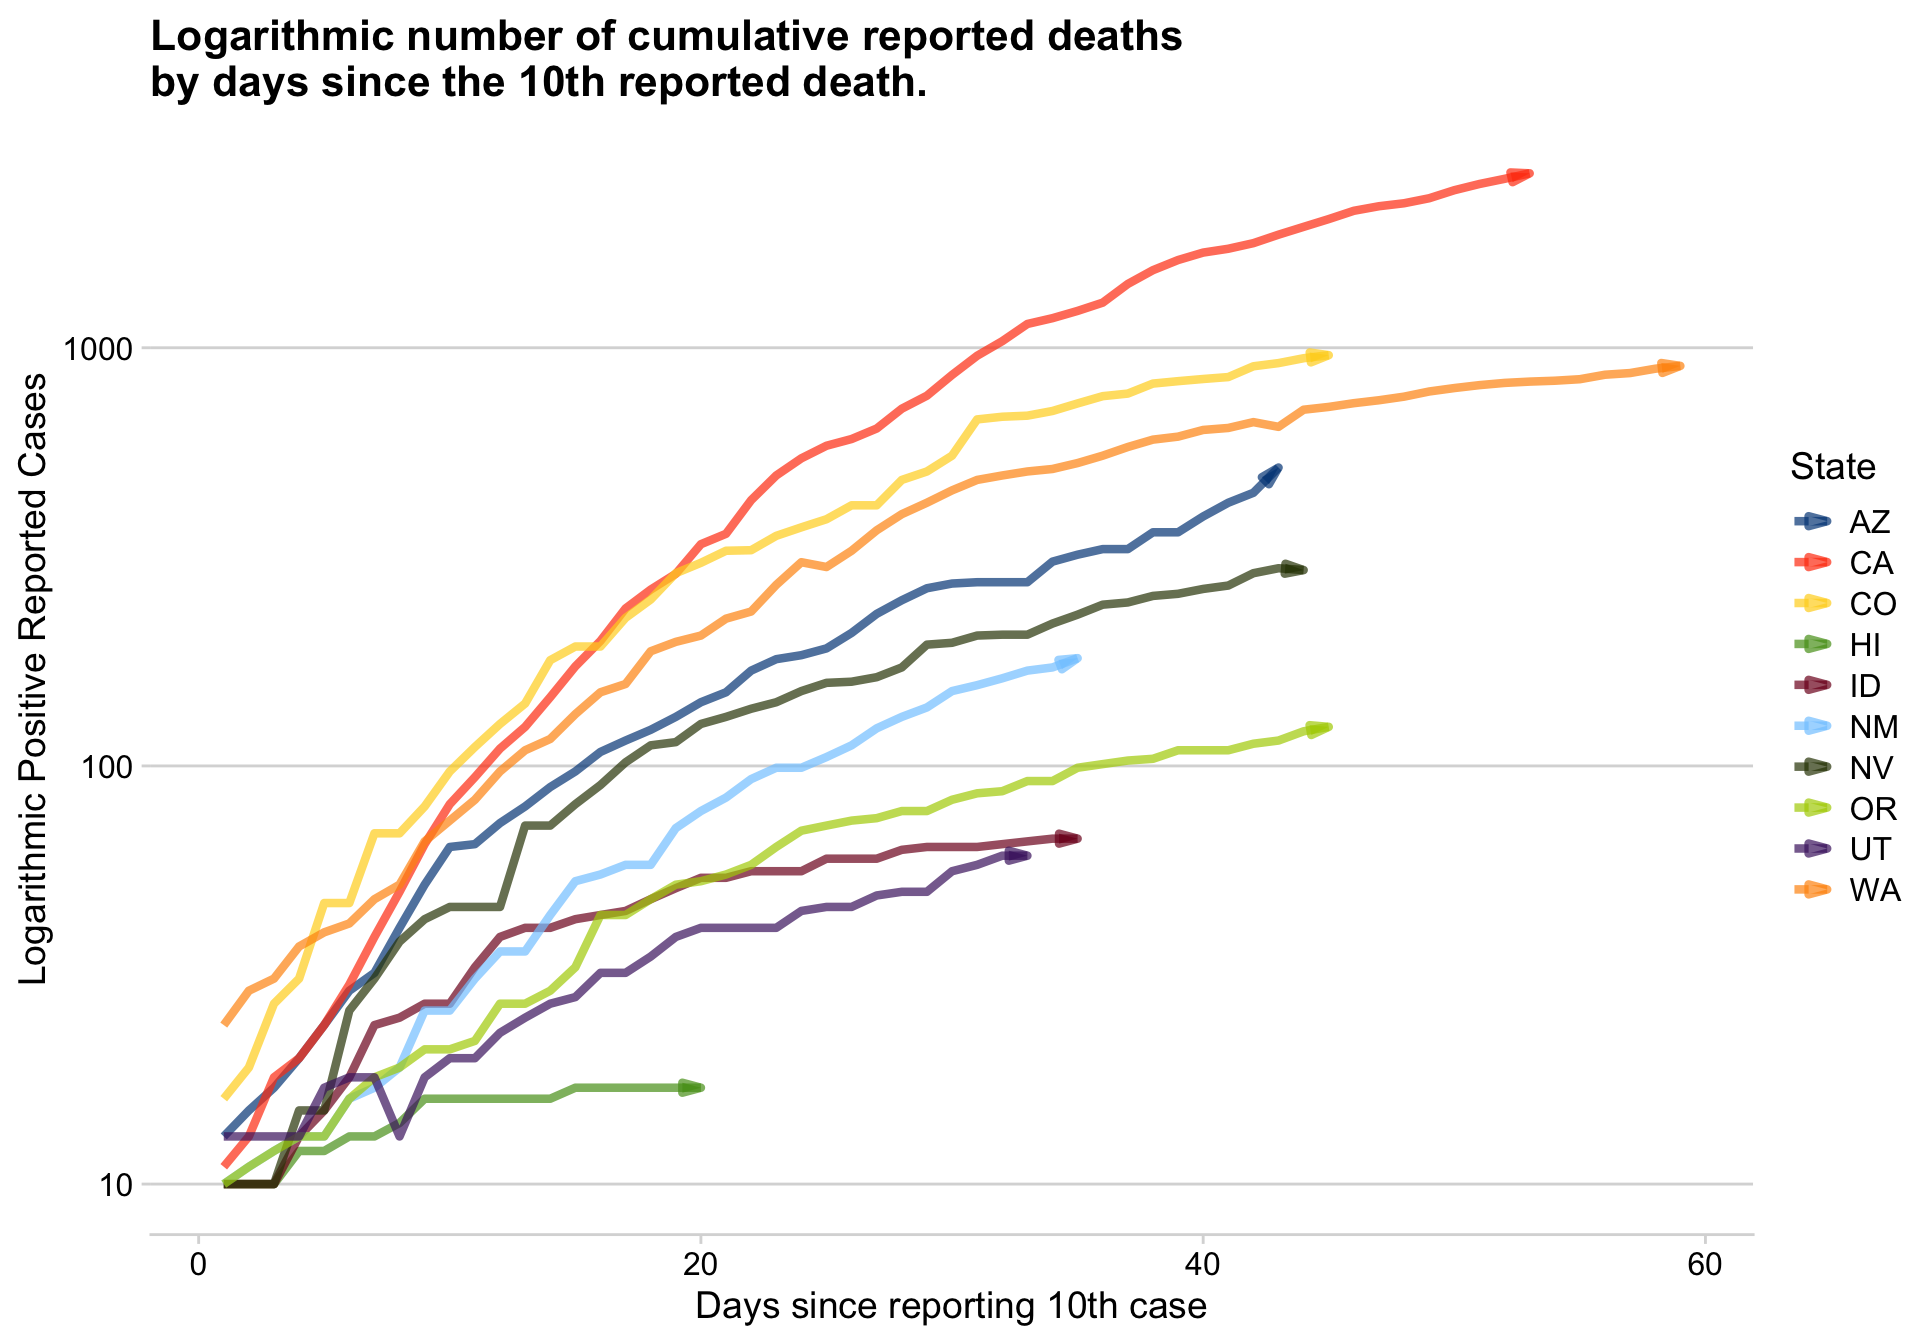 Logarithmic number of cumulative reported deaths
by days since the 10th reported death.
Logarithmic Positive Reported Cases
1000
100
10
0
20
40
60
Days since reporting 10th case
State
AZ
CA
CO
HI
ID
NM
NV
OR
UT
WA